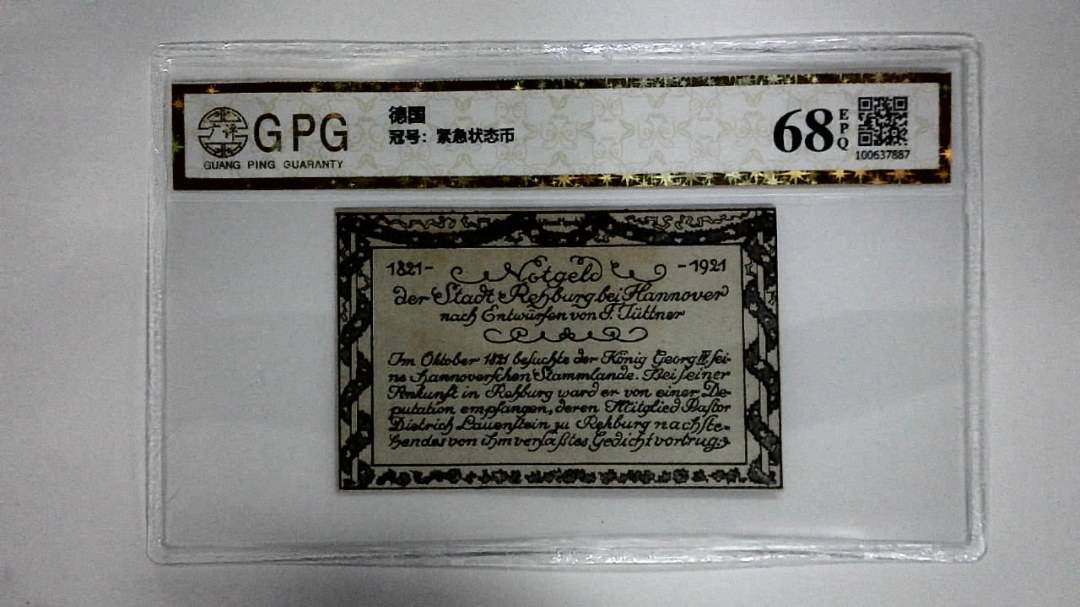 GPG
GUANG PING GUARANTY
德国
冠号：紧急状态币
68 EPQ
100637887
1821- Notgeld -1921
der Stadt Rehburg bei Hannover
nach Entwürfen von F. Tüttner
Im Oktober 1821 besuchte der König Georg IV. sei-
ne hannoverschen Stammlande. Bei seiner
Ankunft in Rehburg ward er von einer De-
putation empfangen, deren Mitglied Pastor
Dietrich Lauenstein zu Rehburg nachste-
hendes von ihm verfaßtes Gedicht vortrug: